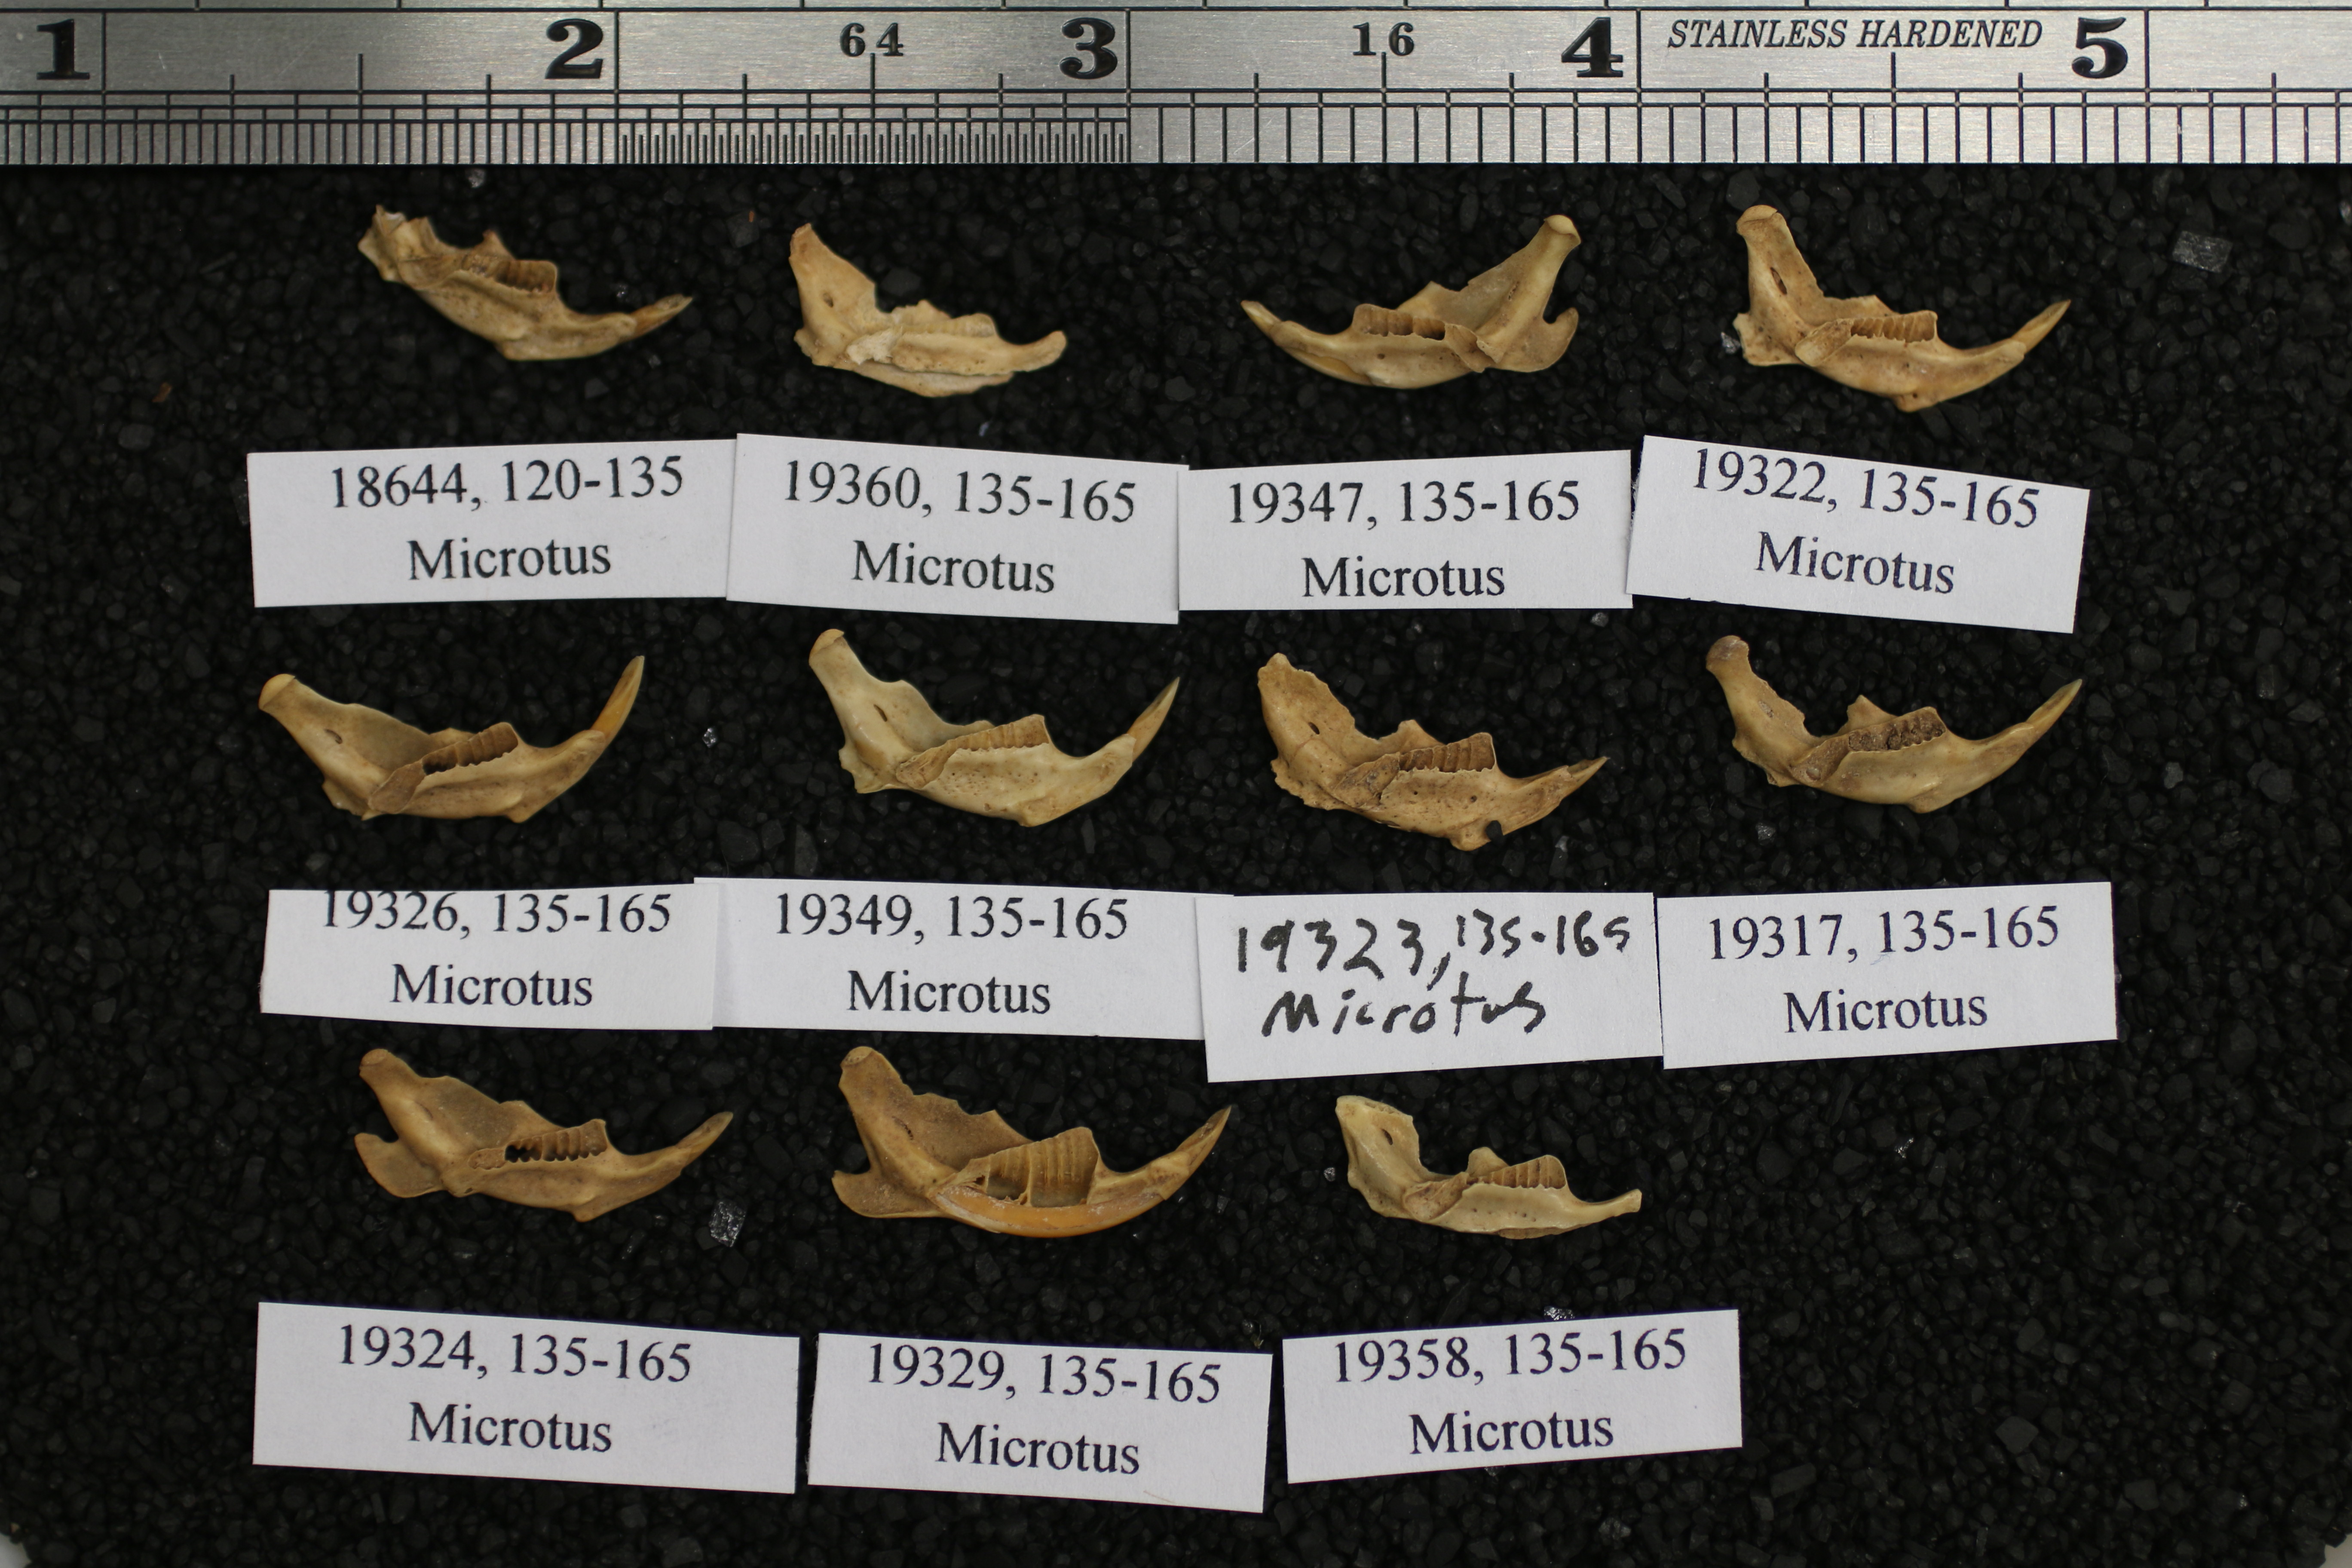 1 2 64 3 16 4 STAINLESS HARDENED 5
18644, 120-135
Microtus
19360, 135-165
Microtus
19347, 135-165
Microtus
19322, 135-165
Microtus
19326, 135-165
Microtus
19349, 135-165
Microtus
19323, 135-165
Microtus
19317, 135-165
Microtus
19324, 135-165
Microtus
19329, 135-165
Microtus
19358, 135-165
Microtus